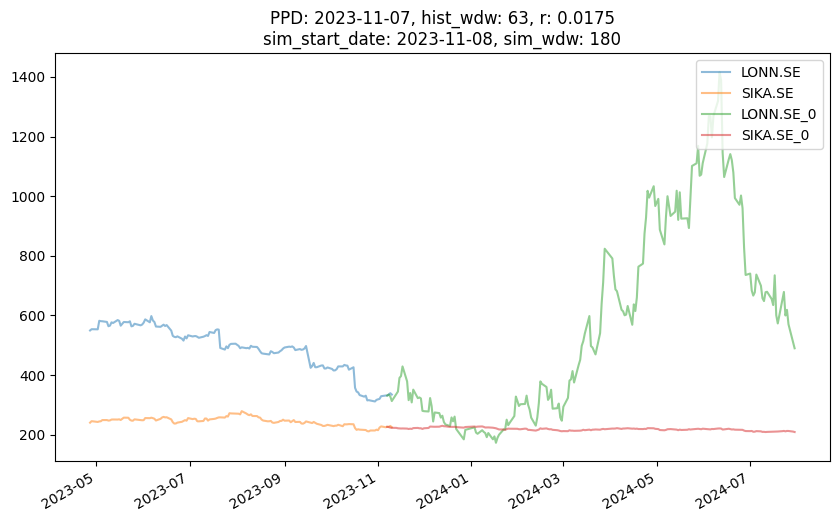 PPD: 2023-11-07, hist_wdw: 63, r: 0.0175
sim_start_date: 2023-11-08, sim_wdw: 180
LONN.SE
SIKA.SE
LONN.SE_0
SIKA.SE_0
1400
1200
1000
800
600
400
200
2023-05
2023-07
2023-09
2023-11
2024-01
2024-03
2024-05
2024-07